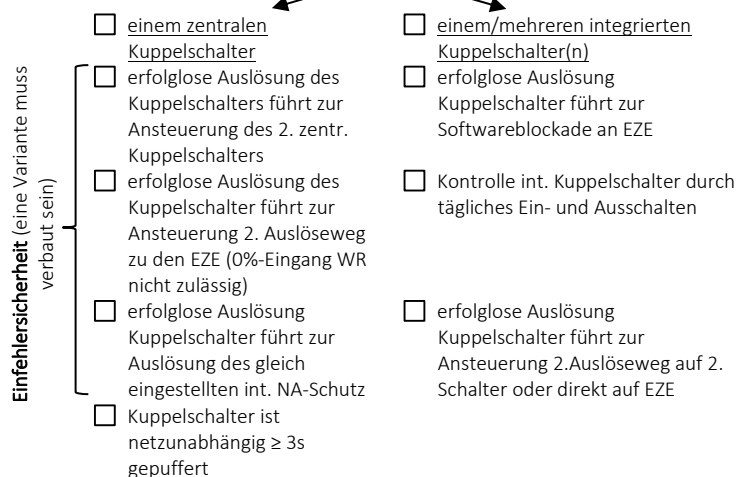 einem zentralen
Kuppelschalter
erfolglose Auslösung des
Kuppelschalters führt zur
Ansteuerung des 2. zentr.
Kuppelschalters
erfolglose Auslösung des
Kuppelschalter führt zur
Ansteuerung 2. Auslöseweg
zu den EZE (0%-Eingang WR
nicht zulässig)
erfolglose Auslösung
Kuppelschalter führt zur
Auslösung des gleich
eingestellten int. NA-Schutz
Kuppelschalter ist
netzunabhängig ≥ 3s
gepuffert
einem/mehreren integrierten
Kuppelschalter(n)
erfolglose Auslösung
Kuppelschalter führt zur
Softwareblockade an EZE
Kontrolle int. Kuppelschalter durch
tägliches Ein- und Ausschalten
erfolglose Auslösung
Kuppelschalter führt zur
Ansteuerung 2.Auslöseweg auf 2.
Schalter oder direkt auf EZE
Einfehlersicherheit (eine Variante muss
verbaut sein)